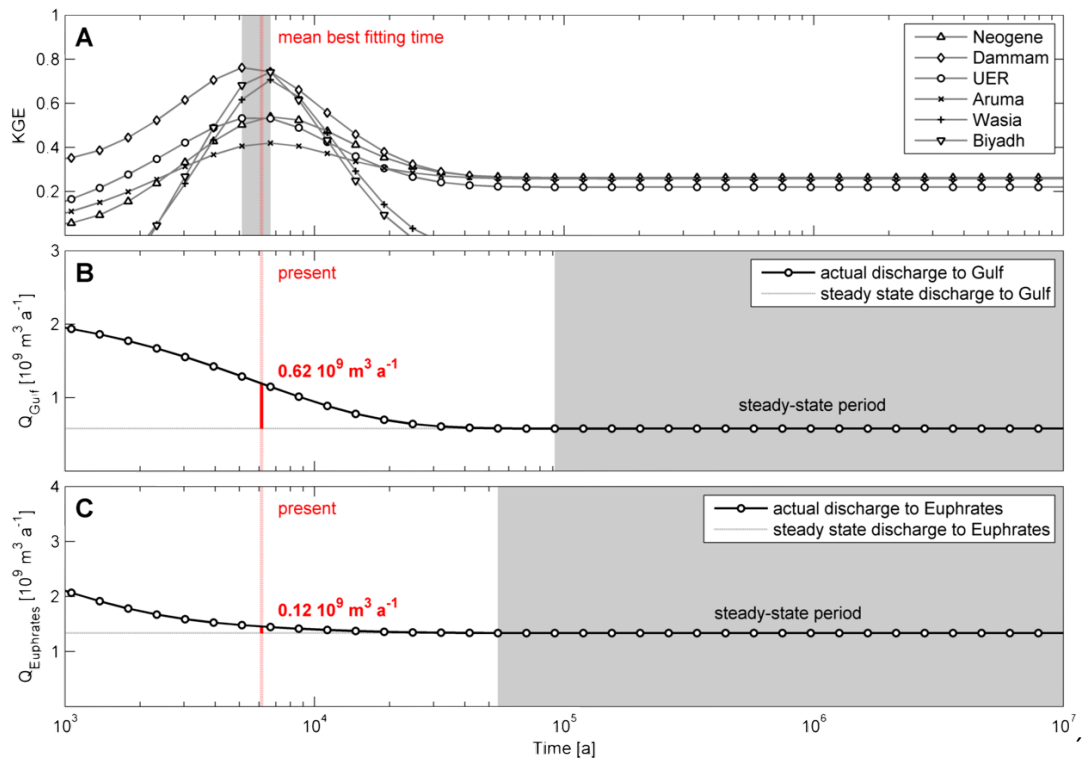 A
mean best fitting time
Neogene
Dammam
UER
Aruma
Wasia
Biyadh
KGE
1
0.8
0.6
0.4
0.2
B
present
actual discharge to Gulf
steady state discharge to Gulf
0.62 10⁹ m³ a⁻¹
steady-state period
Q_Gulf [10⁹ m³ a⁻¹]
3
2
1
C
present
actual discharge to Euphrates
steady state discharge to Euphrates
0.12 10⁹ m³ a⁻¹
steady-state period
Q_Euphrates [10⁹ m³ a⁻¹]
4
3
2
1
10³ 10⁴ 10⁵ 10⁶ 10⁷
Time [a]